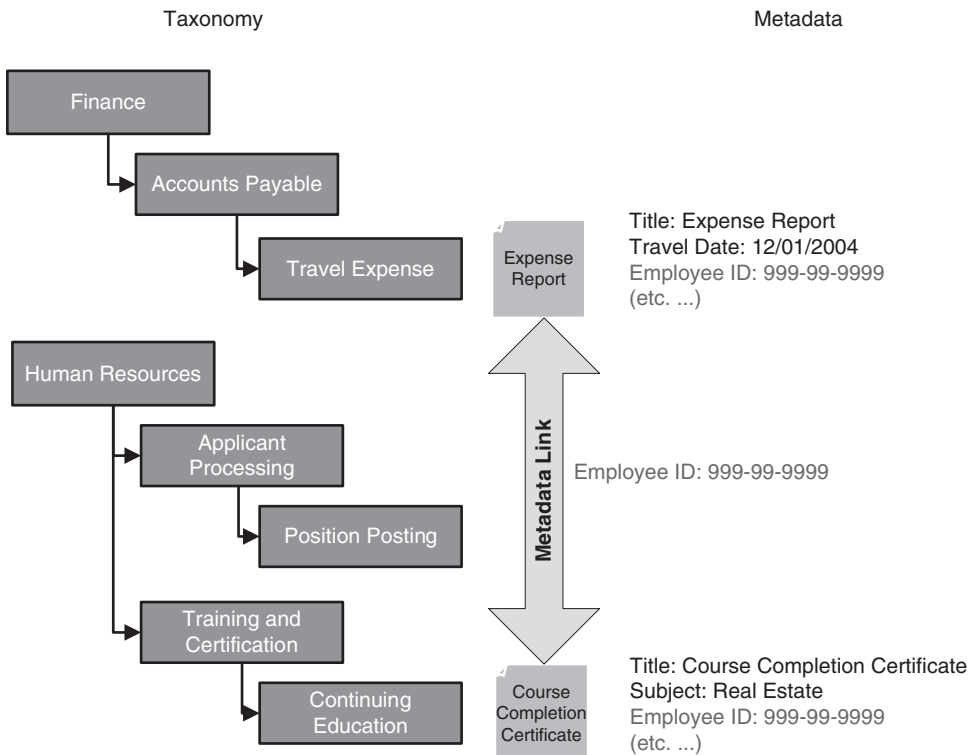 Taxonomy
Metadata
Finance
Accounts Payable
Travel Expense
Expense
Report
Title: Expense Report
Travel Date: 12/01/2004
Employee ID: 999-99-9999
(etc. ...)
Human Resources
Applicant
Processing
Position Posting
Metadata Link
Employee ID: 999-99-9999
Training and
Certification
Continuing
Education
Course
Completion
Certificate
Title: Course Completion Certificate
Subject: Real Estate
Employee ID: 999-99-9999
(etc. ...)